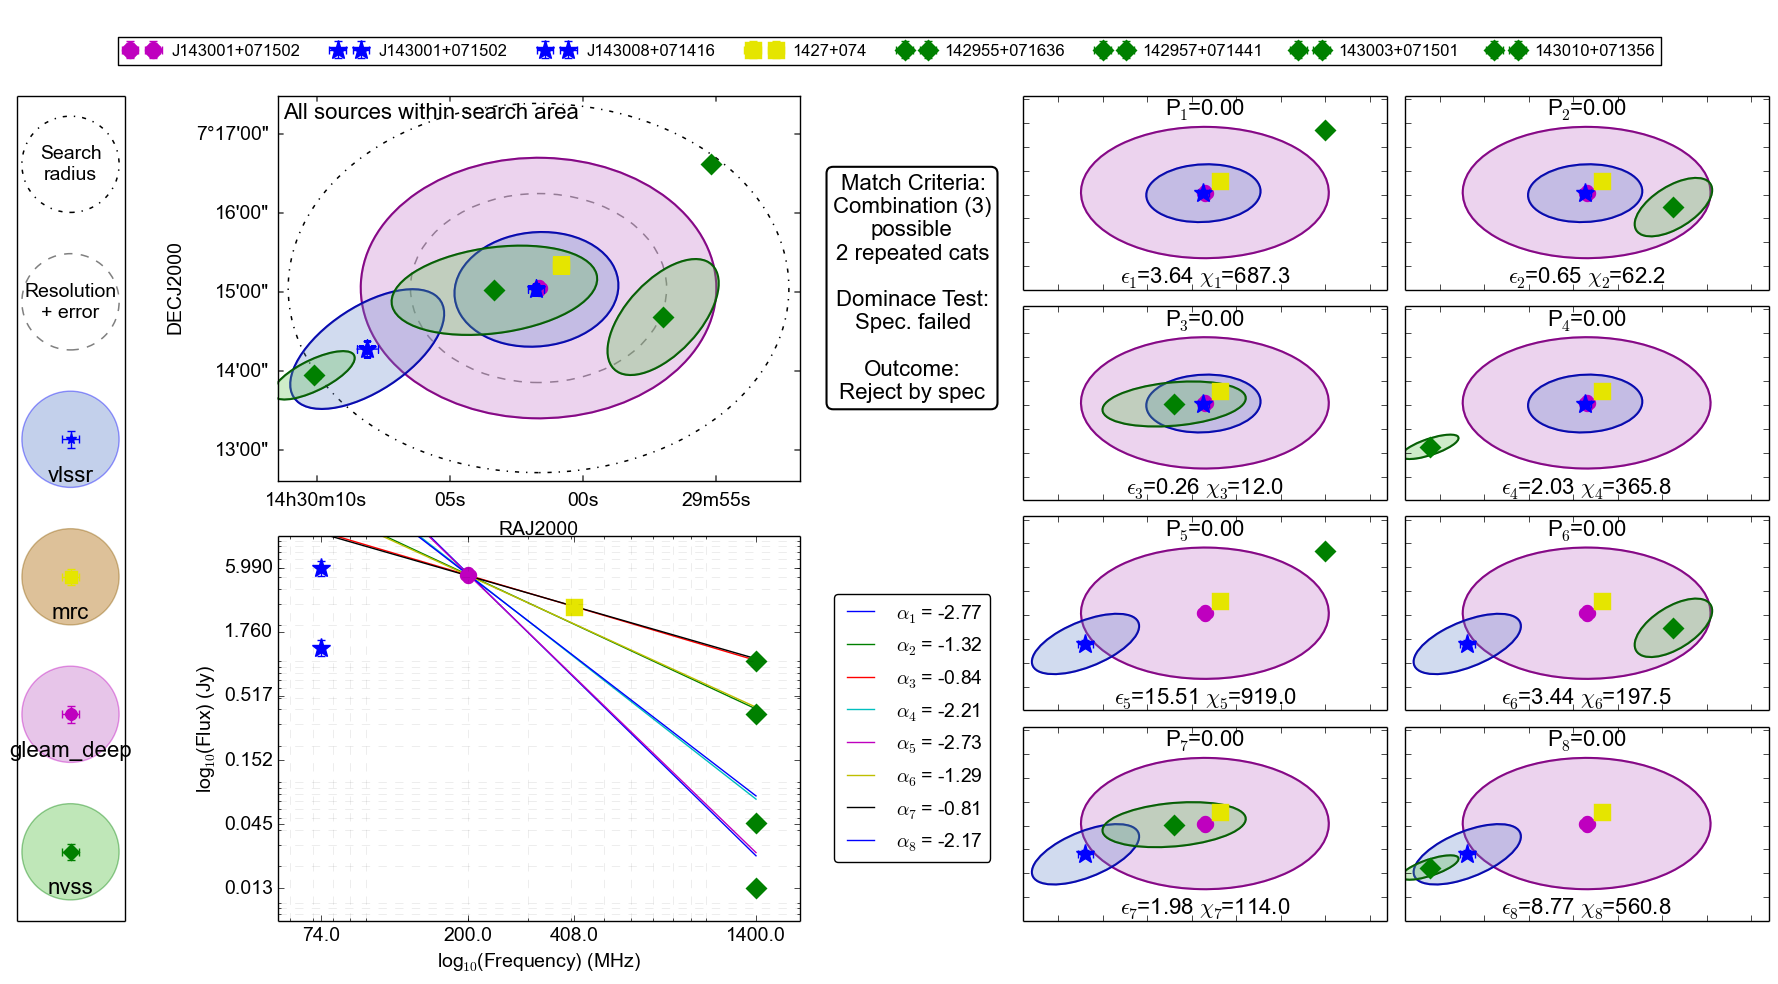 J143001+071502 J143001+071502 J143008+071416 1427+074 142955+071636 142957+071441 143003+071501 143010+071356
Search
radius
Resolution
+ error
vlssr
mrc
gleam_deep
nvss
All sources within search area
DECJ2000
7°17'00"
16'00"
15'00"
14'00"
13'00"
14h30m10s 05s 00s 29m55s
RAJ2000
Match Criteria:
Combination (3)
possible
2 repeated cats
Dominace Test:
Spec. failed
Outcome:
Reject by spec
log10(Flux) (Jy)
5.990
1.760
0.517
0.152
0.045
0.013
74.0 200.0 408.0 1400.0
log10(Frequency) (MHz)
α1 = -2.77
α2 = -1.32
α3 = -0.84
α4 = -2.21
α5 = -2.73
α6 = -1.29
α7 = -0.81
α8 = -2.17
P1=0.00
ϵ1=3.64 χ1=687.3
P2=0.00
ϵ2=0.65 χ2=62.2
P3=0.00
ϵ3=0.26 χ3=12.0
P4=0.00
ϵ4=2.03 χ4=365.8
P5=0.00
ϵ5=15.51 χ5=919.0
P6=0.00
ϵ6=3.44 χ6=197.5
P7=0.00
ϵ7=1.98 χ7=114.0
P8=0.00
ϵ8=8.77 χ8=560.8